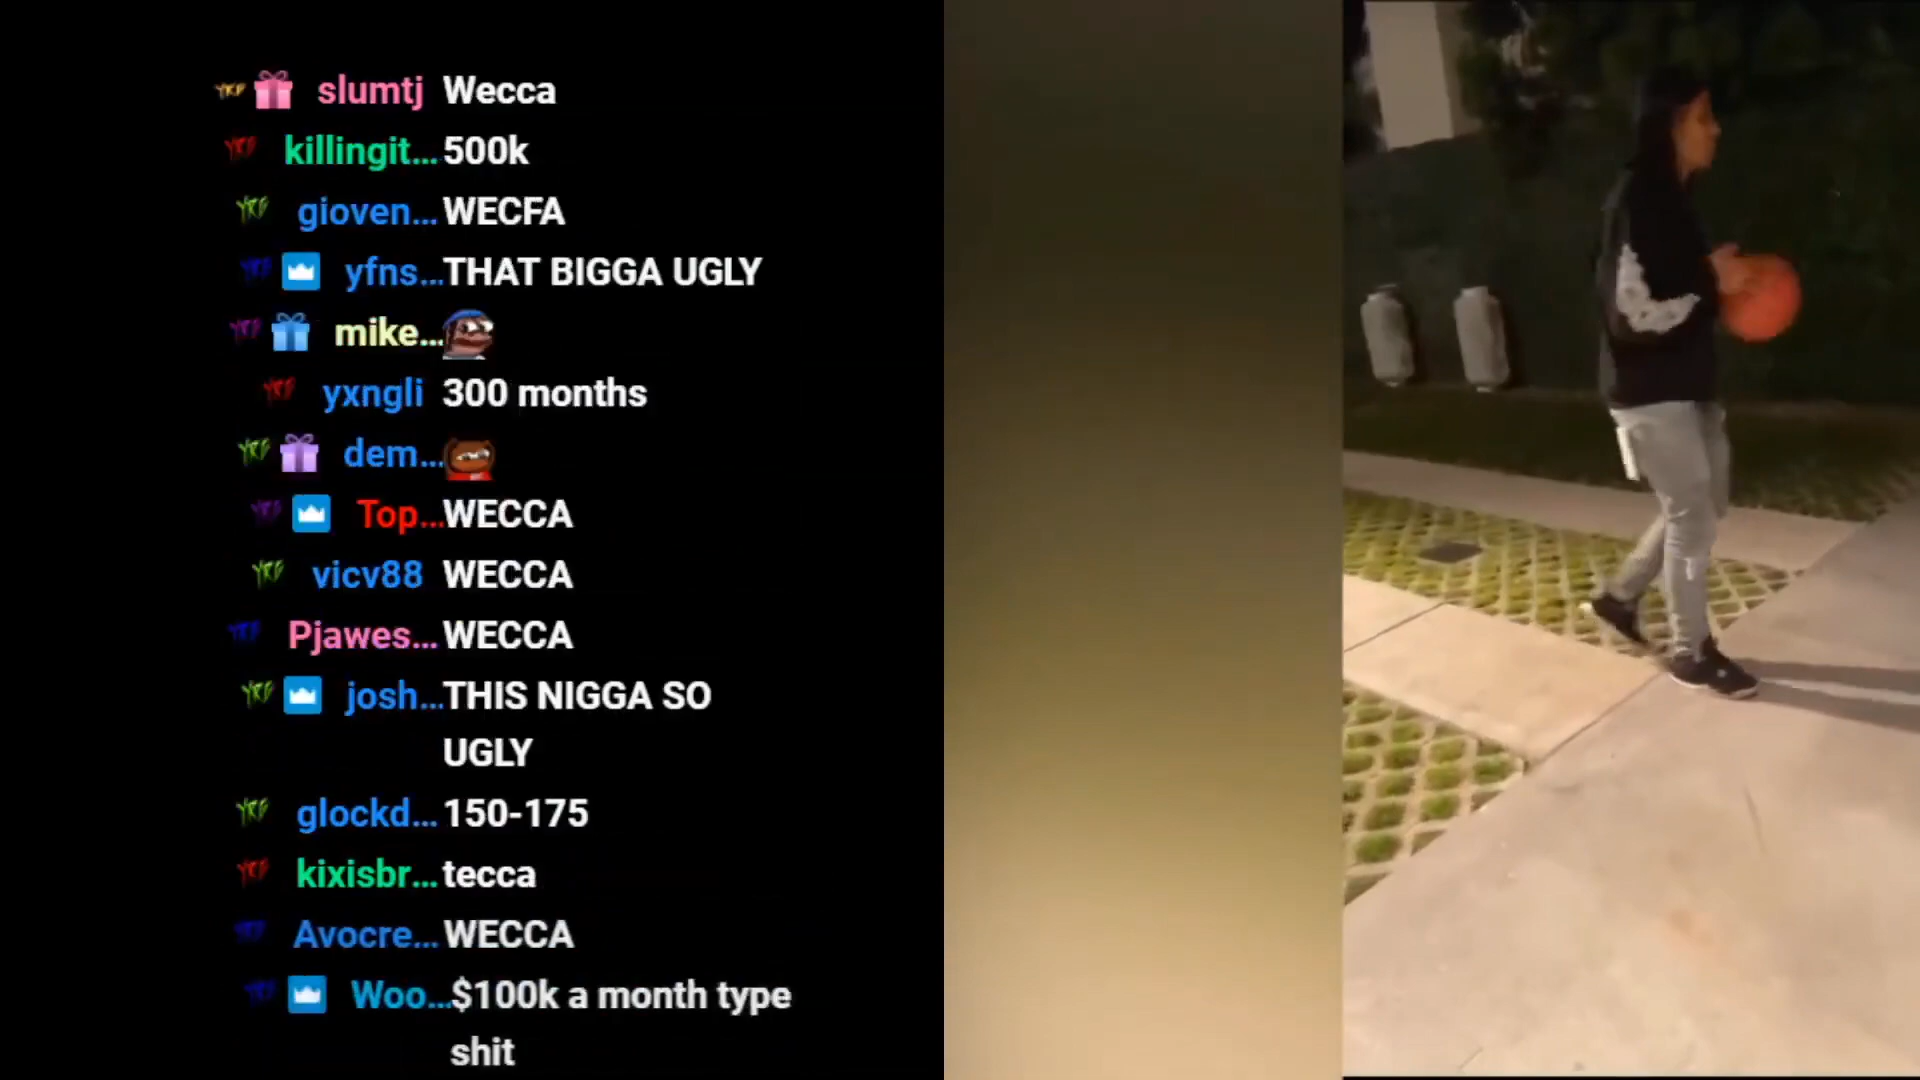 slumtj Wecca
killingit... 500k
gioven... WECFA
yfns... THAT BIGGA UGLY
mike...
yxngli 300 months
dem...
Top... WECCA
vicv88 WECCA
Pjawes... WECCA
josh... THIS NIGGA SO
UGLY
glockd... 150-175
kixisbr... tecca
Avocre... WECCA
Woo... $100k a month type
shit